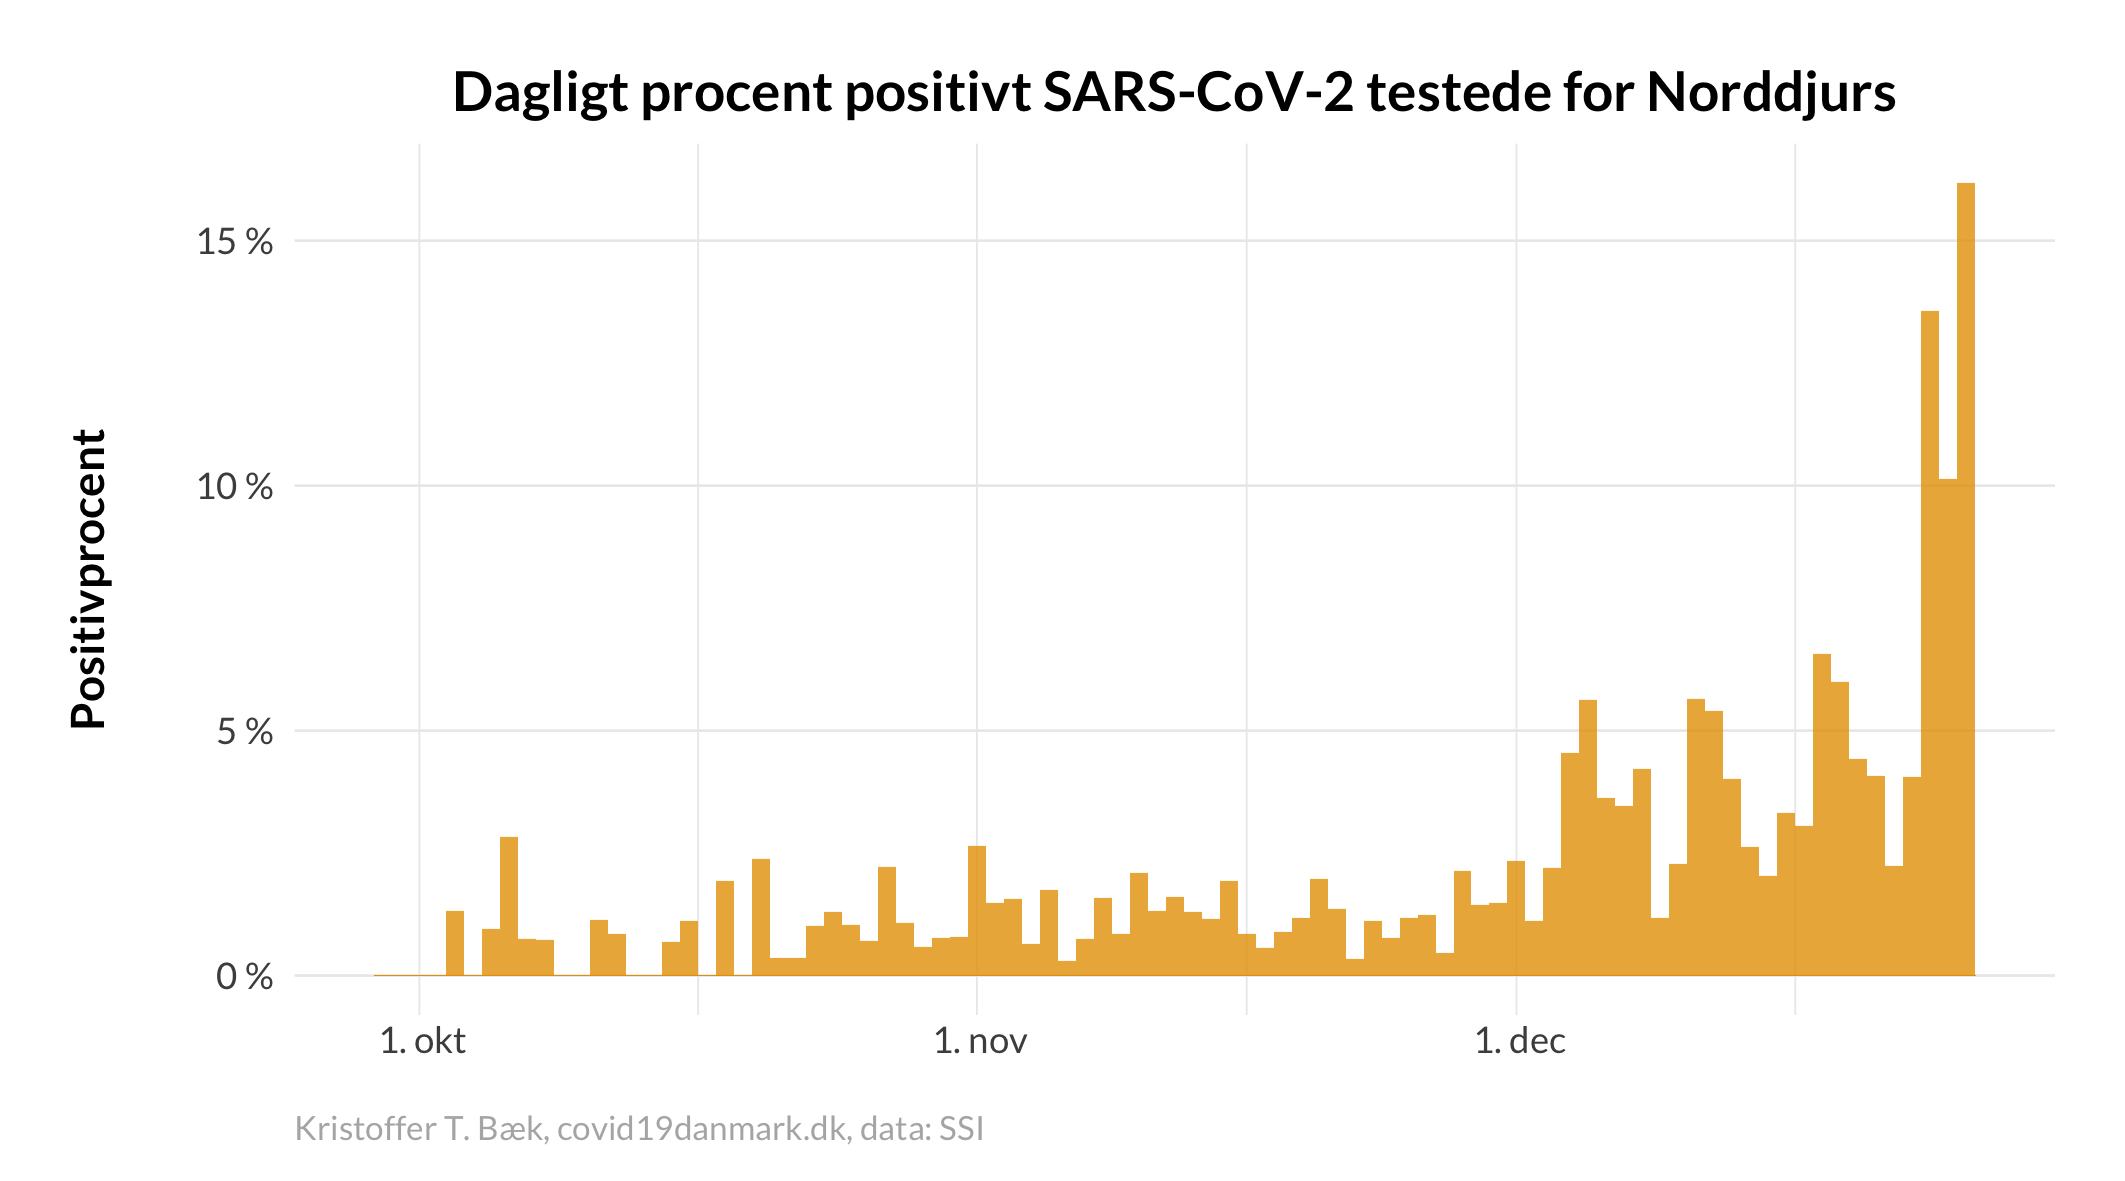 Dagligt procent positivt SARS-CoV-2 testede for Norddjurs
Positivprocent
15 %
10 %
5 %
0 %
1. okt
1. nov
1. dec
Kristoffer T. Bæk, covid19danmark.dk, data: SSI